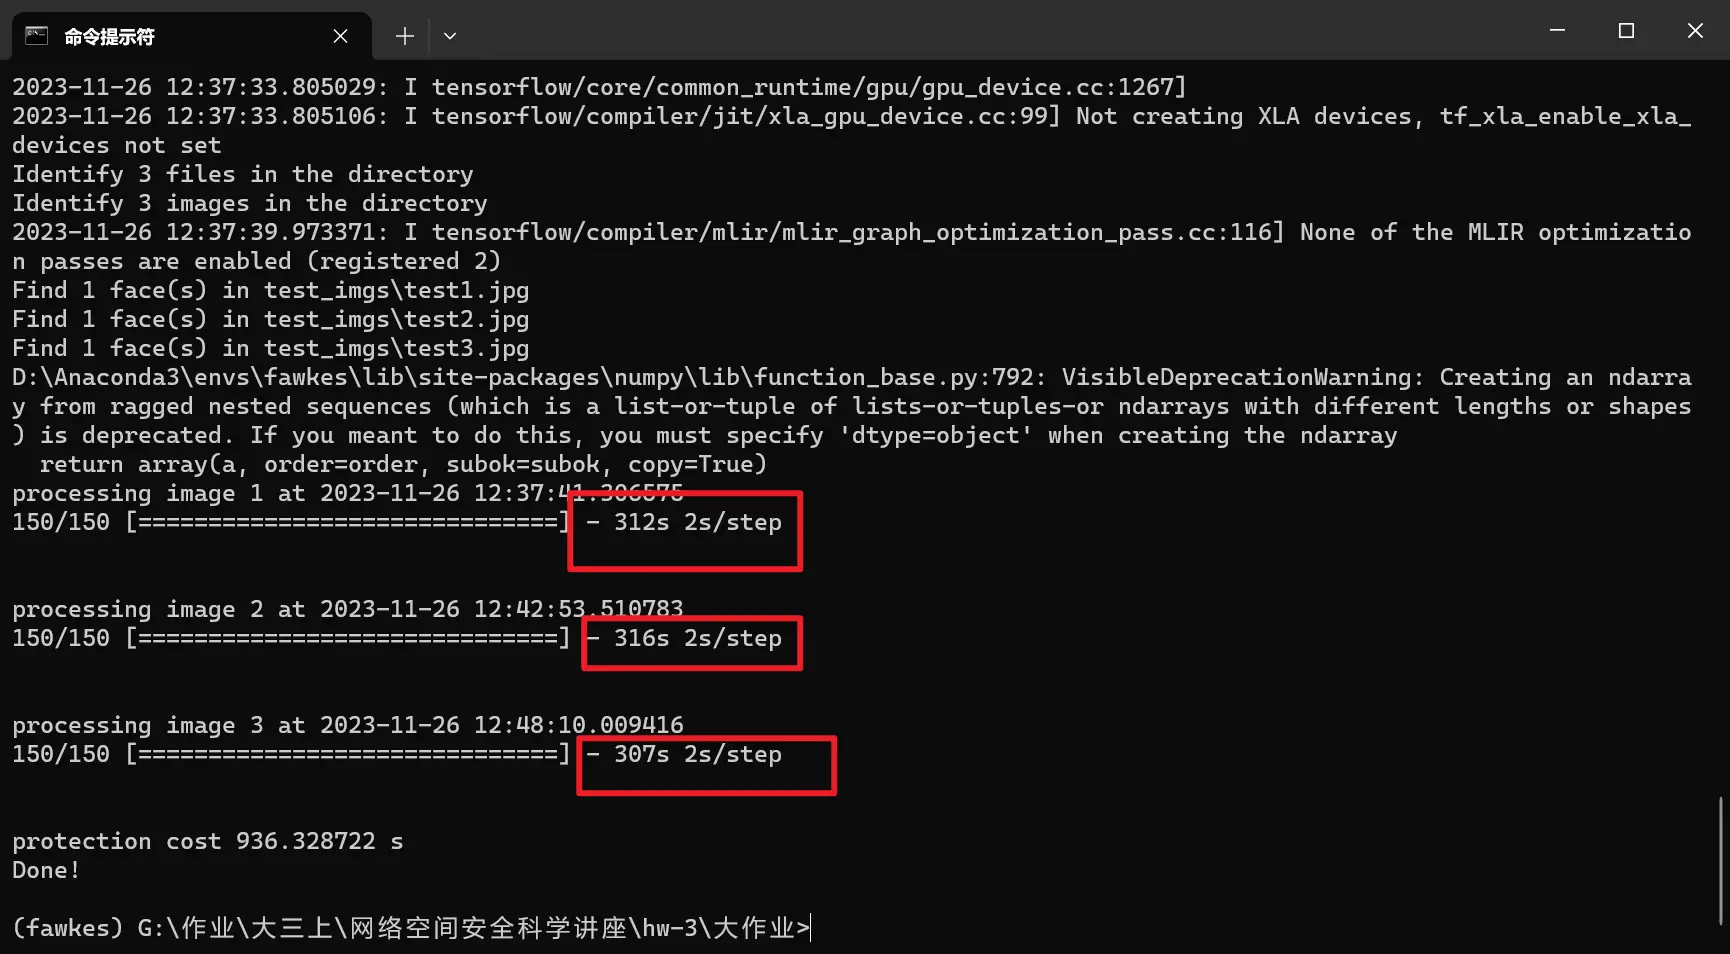 命令提示符
2023-11-26 12:37:33.805029: I tensorflow/core/common_runtime/gpu/gpu_device.cc:1267]
2023-11-26 12:37:33.805106: I tensorflow/compiler/jit/xla_gpu_device.cc:99] Not creating XLA devices, tf_xla_enable_xla_
devices not set
Identify 3 files in the directory
Identify 3 images in the directory
2023-11-26 12:37:39.973371: I tensorflow/compiler/mlir/mlir_graph_optimization_pass.cc:116] None of the MLIR optimizatio
n passes are enabled (registered 2)
Find 1 face(s) in test_imgs\test1.jpg
Find 1 face(s) in test_imgs\test2.jpg
Find 1 face(s) in test_imgs\test3.jpg
D:\Anaconda3\envs\fawkes\lib\site-packages\numpy\lib\function_base.py:792: VisibleDeprecationWarning: Creating an ndarra
y from ragged nested sequences (which is a list-or-tuple of lists-or-tuples-or ndarrays with different lengths or shapes
) is deprecated. If you meant to do this, you must specify 'dtype=object' when creating the ndarray
  return array(a, order=order, subok=subok, copy=True)
processing image 1 at 2023-11-26 12:37:41.306575
150/150 [==============================] - 312s 2s/step
processing image 2 at 2023-11-26 12:42:53.510783
150/150 [==============================] - 316s 2s/step
processing image 3 at 2023-11-26 12:48:10.009416
150/150 [==============================] - 307s 2s/step
protection cost 936.328722 s
Done!
(fawkes) G:\作业\大三上\网络空间安全科学讲座\hw-3\大作业>